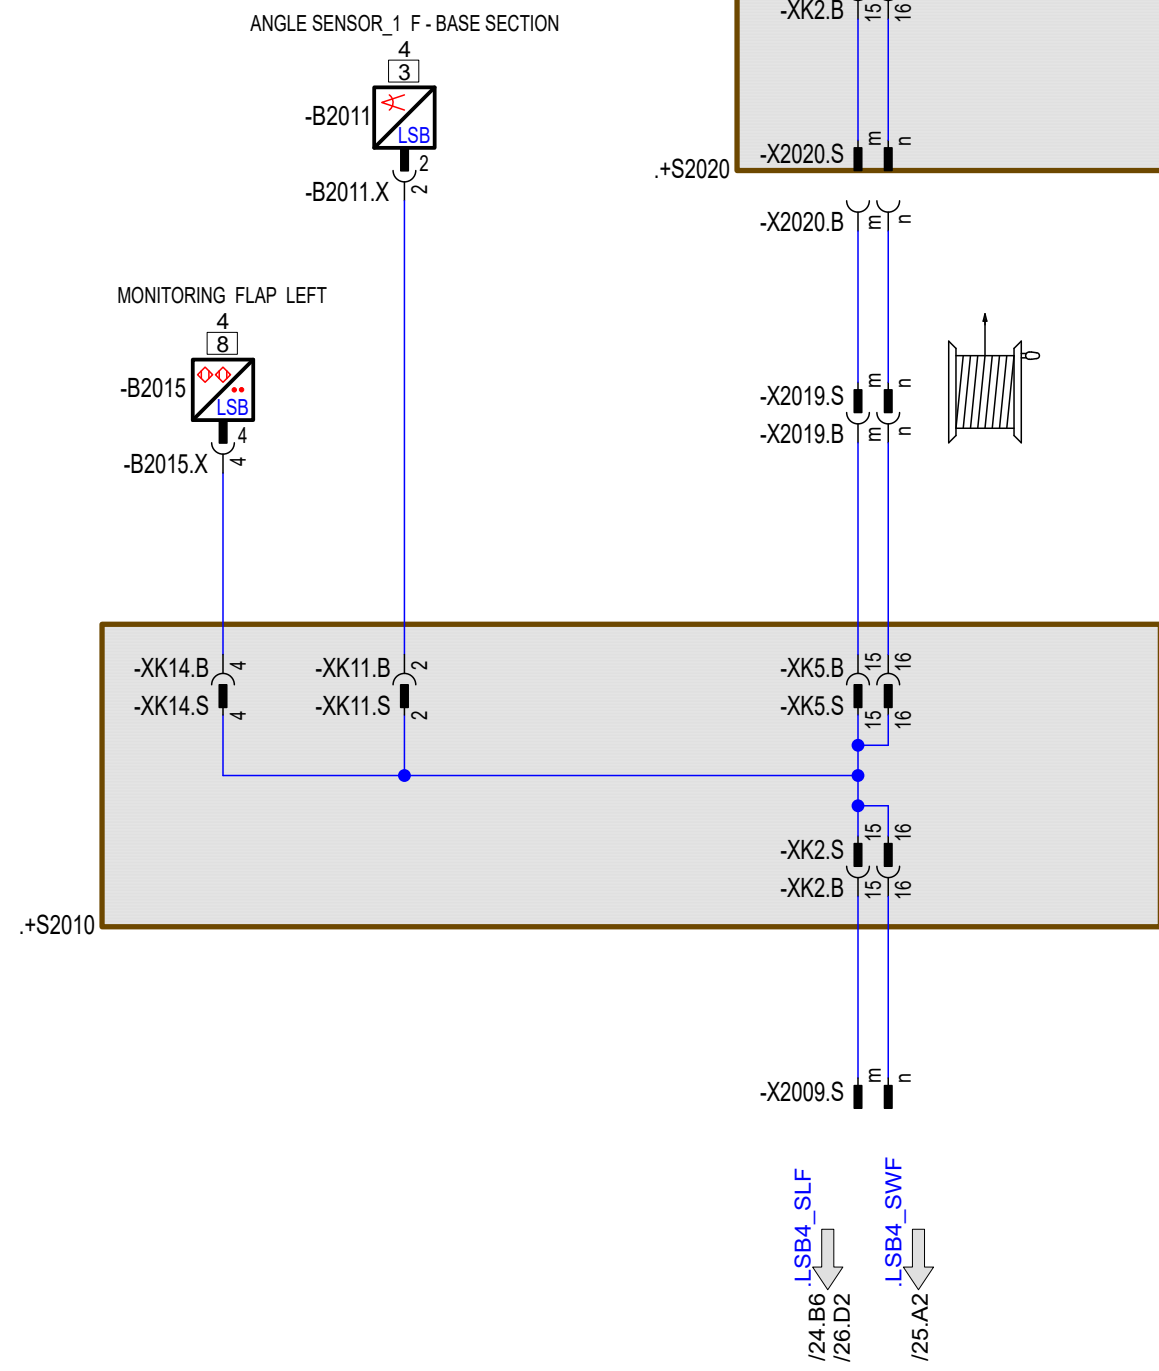 -XK2.B
15
16
ANGLE SENSOR_1 F - BASE SECTION
4
3
-B2011
LSB
2
-B2011.X
2
-X2020.S
m
n
.+S2020
-X2020.B
m
n
MONITORING FLAP LEFT
4
8
-B2015
LSB
4
-B2015.X
4
-X2019.S
m
n
-X2019.B
m
n
-XK14.B
4
-XK11.B
2
-XK5.B
15
16
-XK14.S
4
-XK11.S
2
-XK5.S
15
16
-XK2.S
15
16
-XK2.B
15
16
.+S2010
-X2009.S
m
n
.LSB4_SLF
.LSB4_SWF
/24.B6
/26.D2
/25.A2